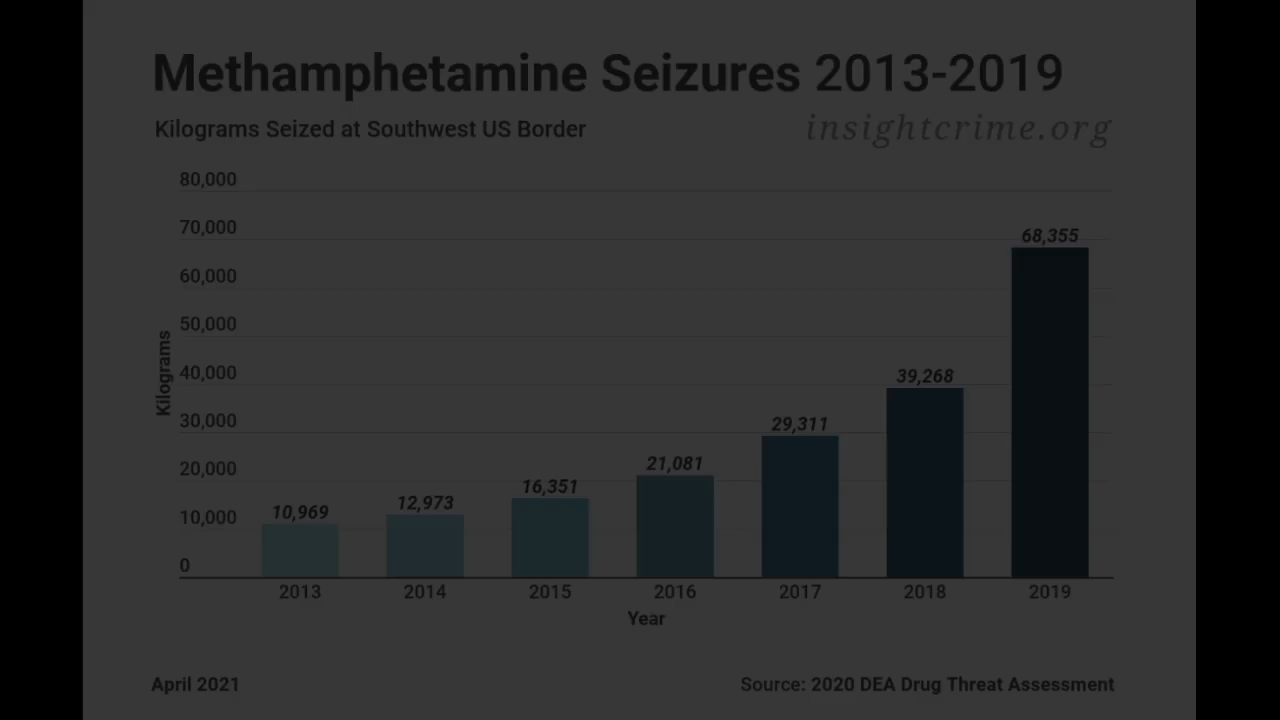 Methamphetamine Seizures 2013-2019
Kilograms Seized at Southwest US Border
insightcrime.org
80,000
70,000
60,000
50,000
40,000
30,000
20,000
10,000
0
Kilograms
10,969
12,973
16,351
21,081
29,311
39,268
68,355
2013 2014 2015 2016 2017 2018 2019
Year
April 2021
Source: 2020 DEA Drug Threat Assessment